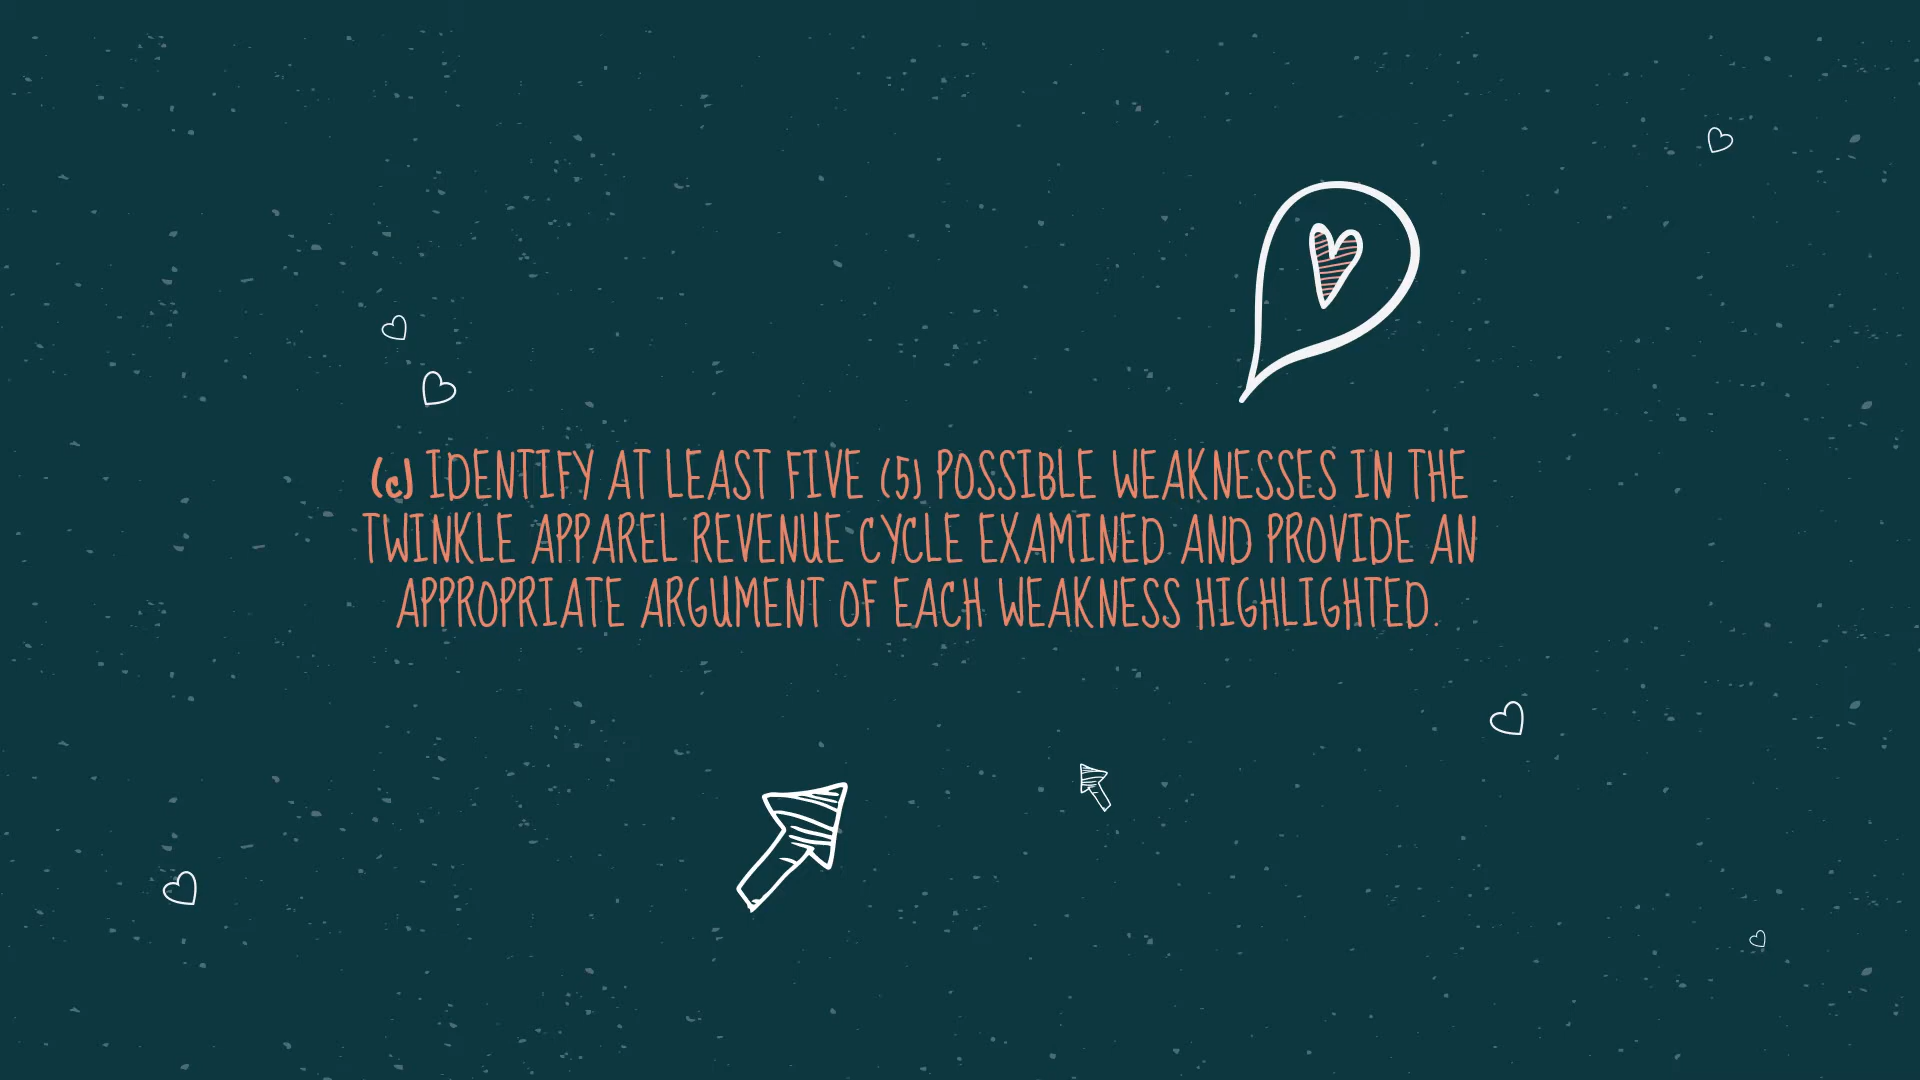 (c) IDENTIFY AT LEAST FIVE (5) POSSIBLE WEAKNESSES IN THE
TWINKLE APPAREL REVENUE CYCLE EXAMINED AND PROVIDE AN
APPROPRIATE ARGUMENT OF EACH WEAKNESS HIGHLIGHTED.